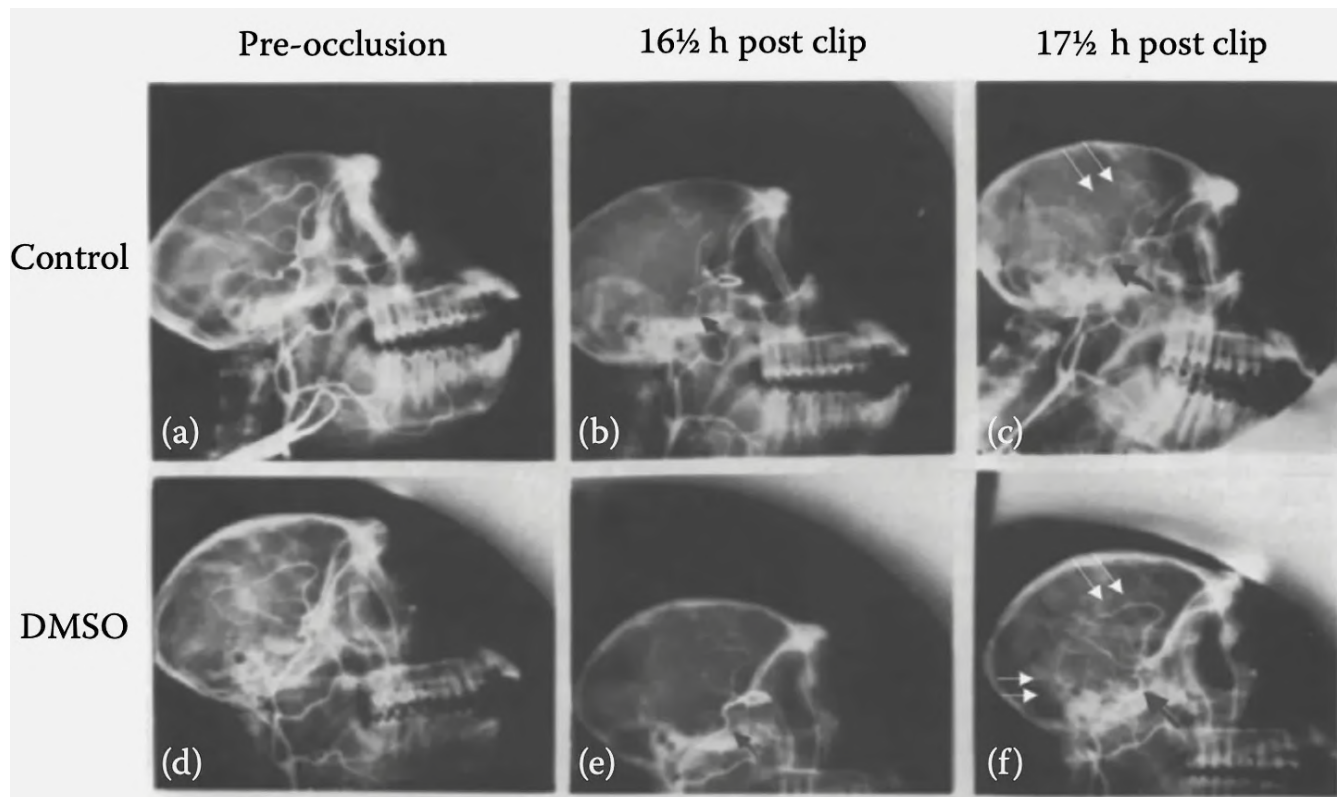 Pre-occlusion 16½ h post clip 17½ h post clip
Control
(a) (b) (c)
DMSO
(d) (e) (f)